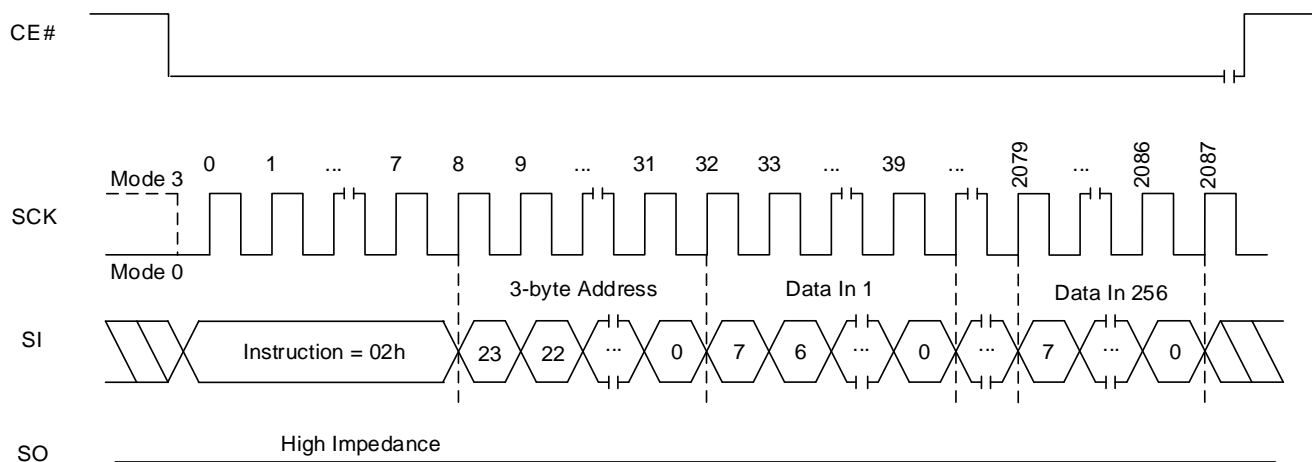 CE#
0 1 ... 7 8 9 ... 31 32 33 ... 39 ... 2079 ... 2086 2087
Mode 3
SCK
Mode 0
3-byte Address Data In 1 Data In 256
SI
Instruction = 02h 23 22 ... 0 7 6 ... 0 ... 7 ... 0
High Impedance
SO